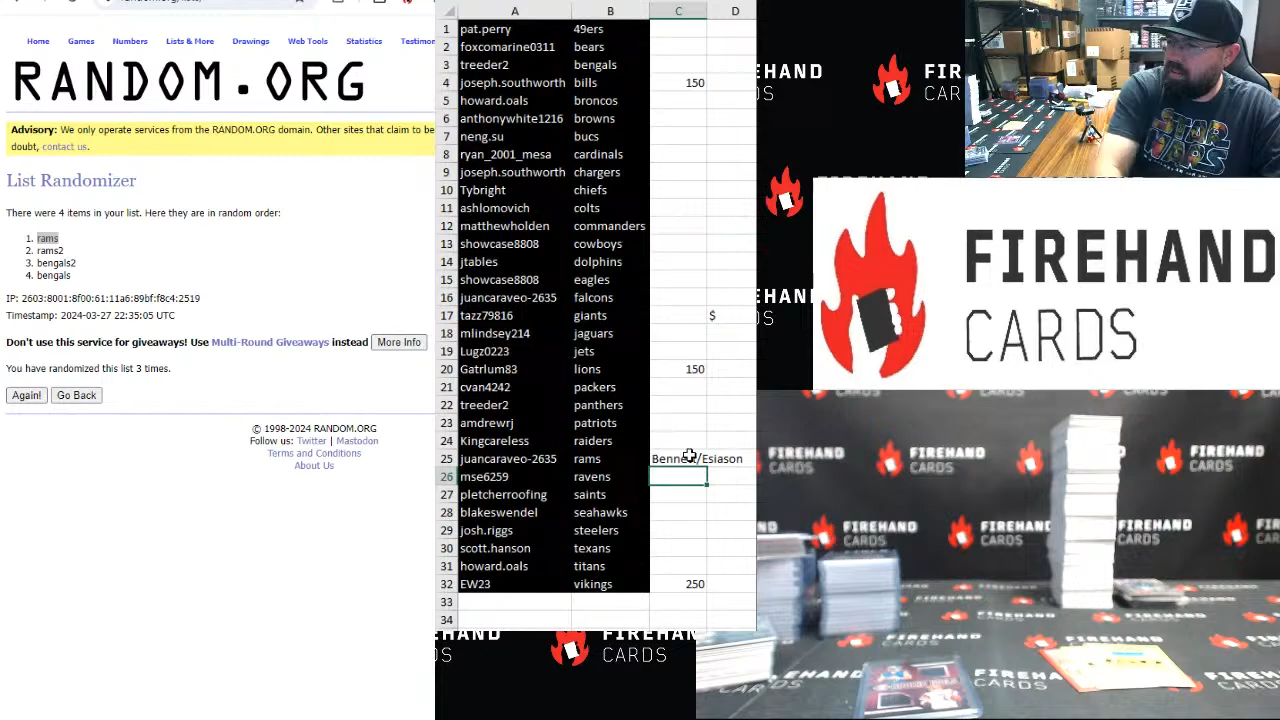 Home Games Numbers Lists & More Drawings Web Tools Statistics Testimor
RANDOM.ORG
Advisory: We only operate services from the RANDOM.ORG domain. Other sites that claim to be
doubt, contact us.
List Randomizer
There were 4 items in your list. Here they are in random order:
1. rams
2. rams2
3. bengals2
4. bengals
IP: 2603:8001:8f00:61:11a6:89bf:f8c4:2519
Timestamp: 2024-03-27 22:35:05 UTC
Don't use this service for giveaways! Use Multi-Round Giveaways instead More Info
You have randomized this list 3 times.
Again! Go Back
© 1998-2024 RANDOM.ORG
Follow us: Twitter | Mastodon
Terms and Conditions
About Us
A B C D
1 pat.perry 49ers
2 foxcomarine0311 bears
3 treeder2 bengals
4 joseph.southworth bills 150
5 howard.oals broncos
6 anthonywhite1216 browns
7 neng.su bucs
8 ryan_2001_mesa cardinals
9 joseph.southworth chargers
10 Tybright chiefs
11 ashlomovich colts
12 matthewholden commanders
13 showcase8808 cowboys
14 jtables dolphins
15 showcase8808 eagles
16 juancaraveo-2635 falcons
17 tazz79816 giants $
18 mlindsey214 jaguars
19 Lugz0223 jets
20 Gatrlum83 lions 150
21 cvan4242 packers
22 treeder2 panthers
23 amdrewrj patriots
24 Kingcareless raiders
25 juancaraveo-2635 rams Bennett/Esiason
26 mse6259 ravens
27 pletcherroofing saints
28 blakeswendel seahawks
29 josh.riggs steelers
30 scott.hanson texans
31 howard.oals titans
32 EW23 vikings 250
33
34
FIREHAND
CARDS
STAR
WARS